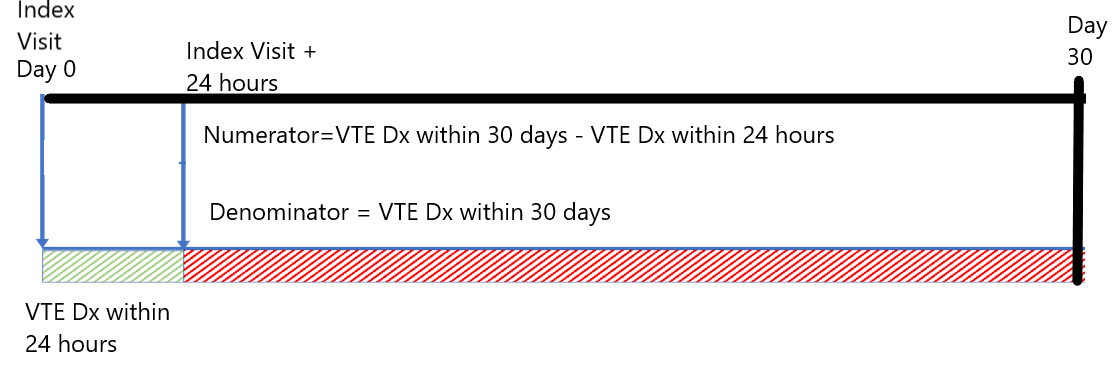 Index
Visit
Day 0
Index Visit +
24 hours
Day
30
Numerator=VTE Dx within 30 days - VTE Dx within 24 hours
Denominator = VTE Dx within 30 days
VTE Dx within
24 hours